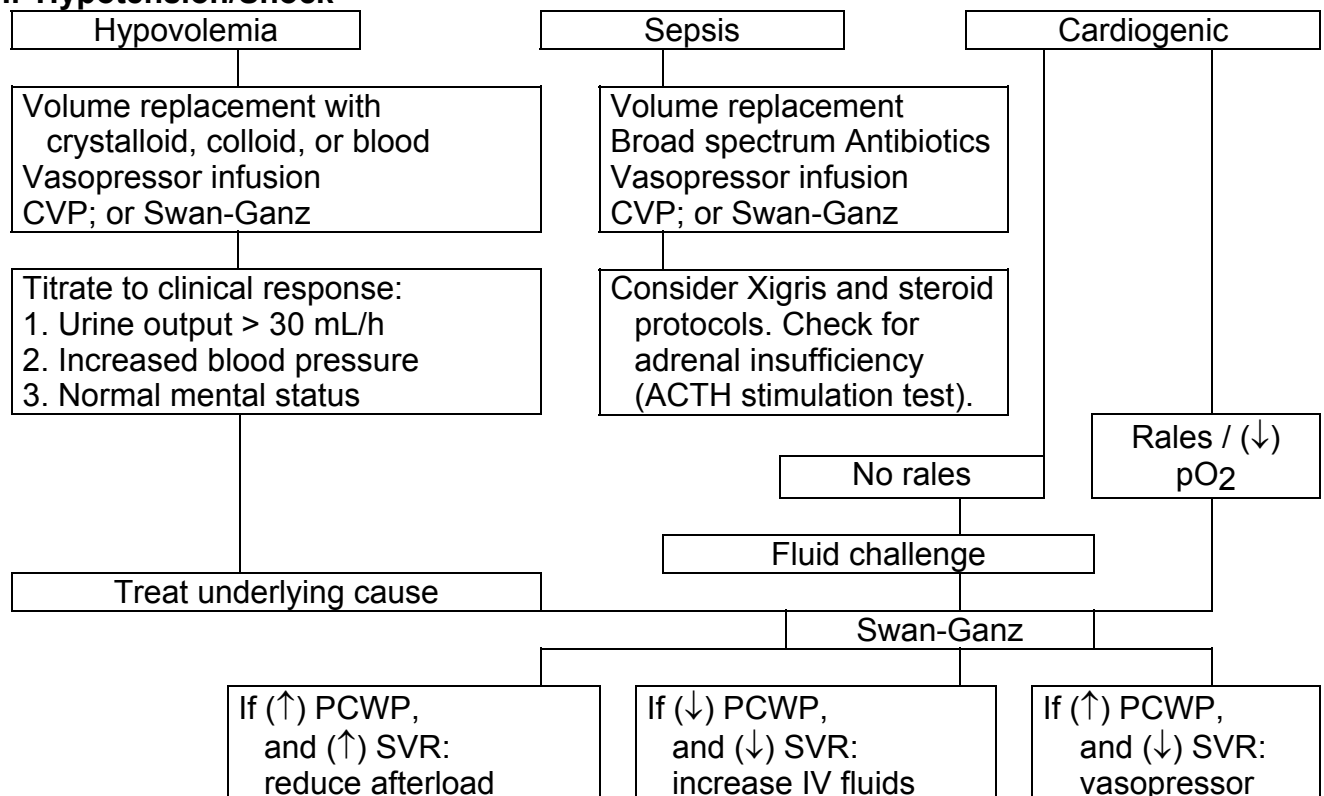 Hypotension/Shock
Hypovolemia
Sepsis
Cardiogenic
Volume replacement with
crystalloid, colloid, or blood
Vasopressor infusion
CVP; or Swan-Ganz
Volume replacement
Broad spectrum Antibiotics
Vasopressor infusion
CVP; or Swan-Ganz
Titrate to clinical response:
1. Urine output > 30 mL/h
2. Increased blood pressure
3. Normal mental status
Consider Xigris and steroid
protocols. Check for
adrenal insufficiency
(ACTH stimulation test).
Rales / (↓)
pO2
No rales
Fluid challenge
Treat underlying cause
Swan-Ganz
If (↑) PCWP,
and (↑) SVR:
reduce afterload
If (↓) PCWP,
and (↓) SVR:
increase IV fluids
If (↑) PCWP,
and (↓) SVR:
vasopressor